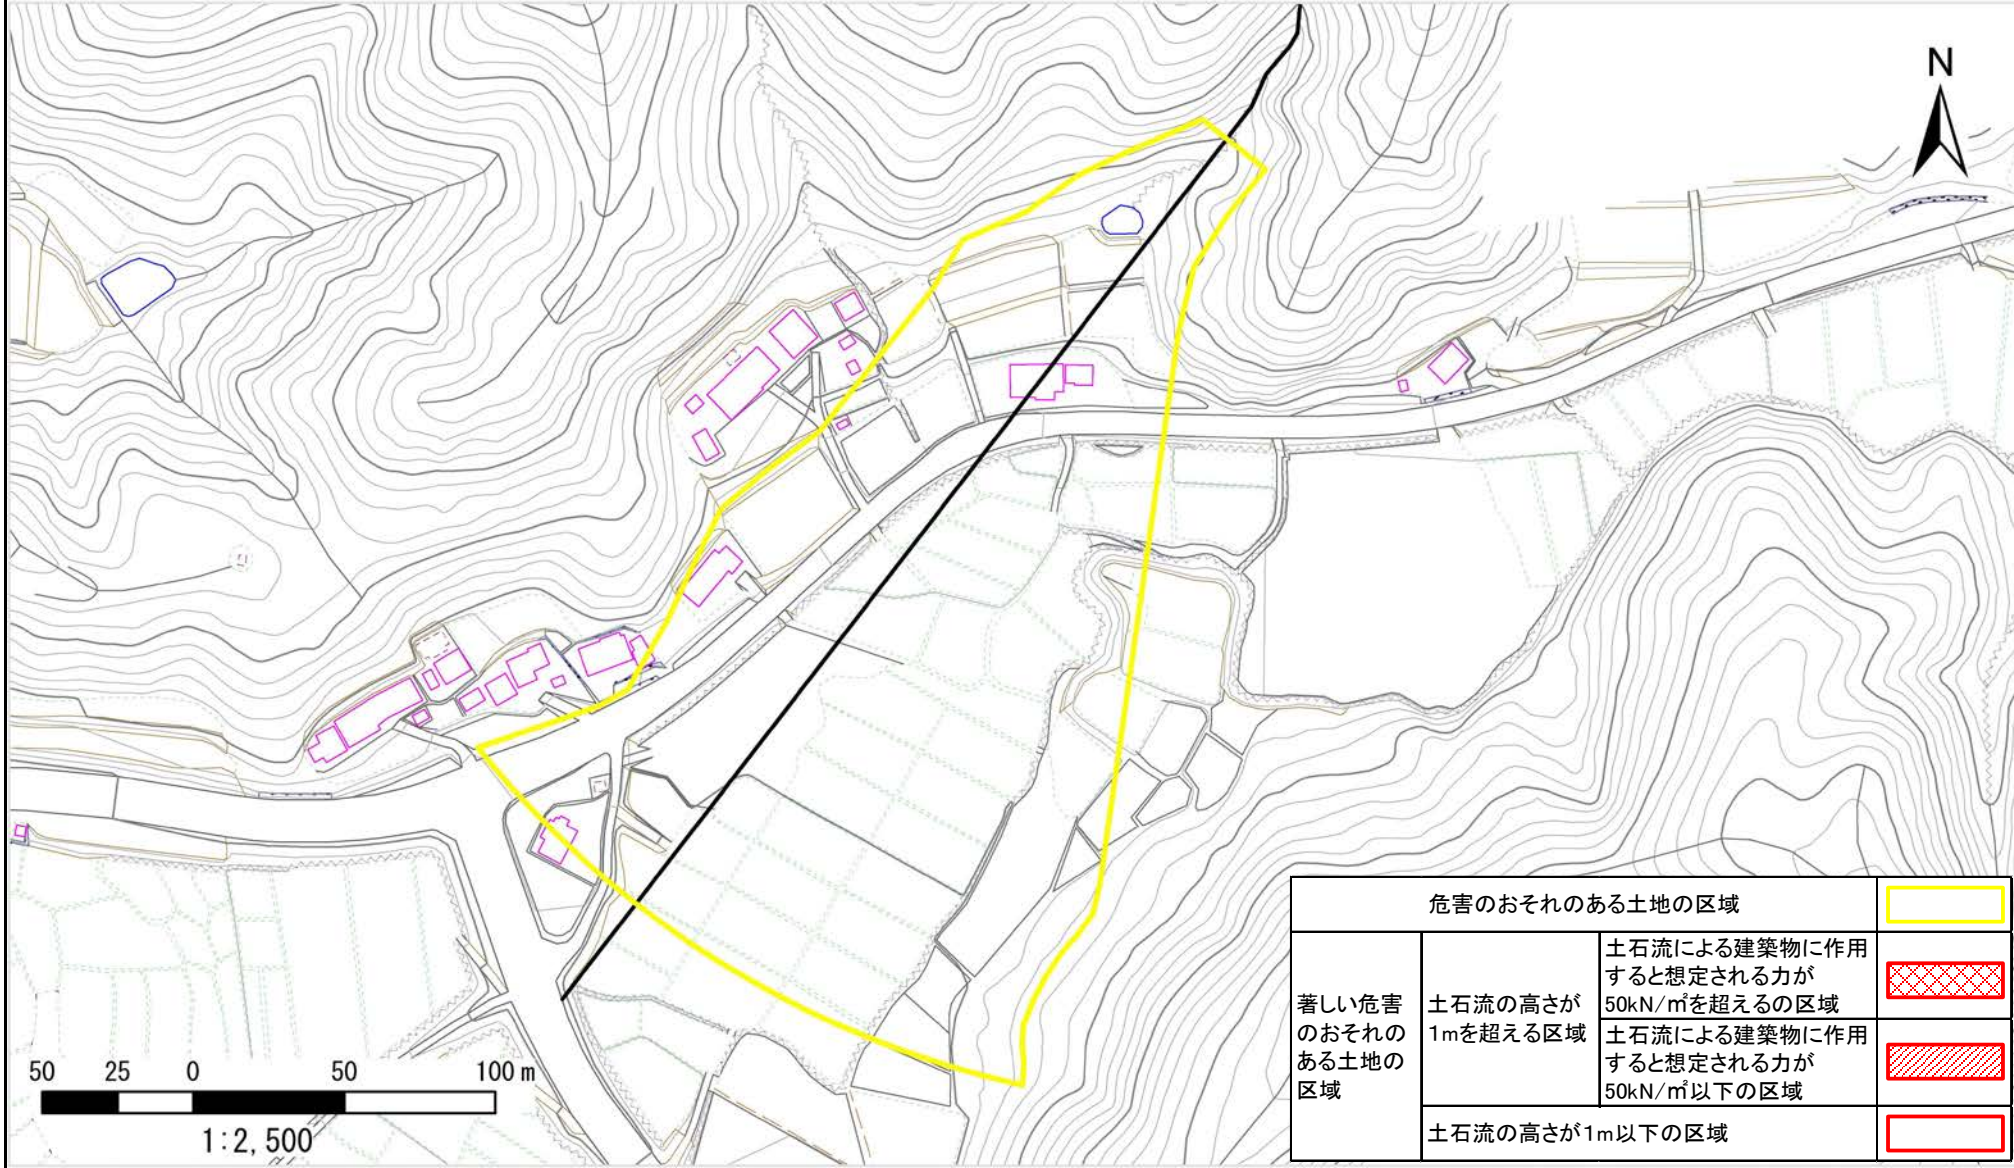 N
危害のおそれのある土地の区域
著しい危害
のおそれの
ある土地の
区域
土石流の高さが
1mを超える区域
土石流による建築物に作用
すると想定される力が
50kN/㎡を超えるの区域
土石流による建築物に作用
すると想定される力が
50kN/㎡以下の区域
土石流の高さが1m以下の区域
50 25 0 50 100 m
1:2,500